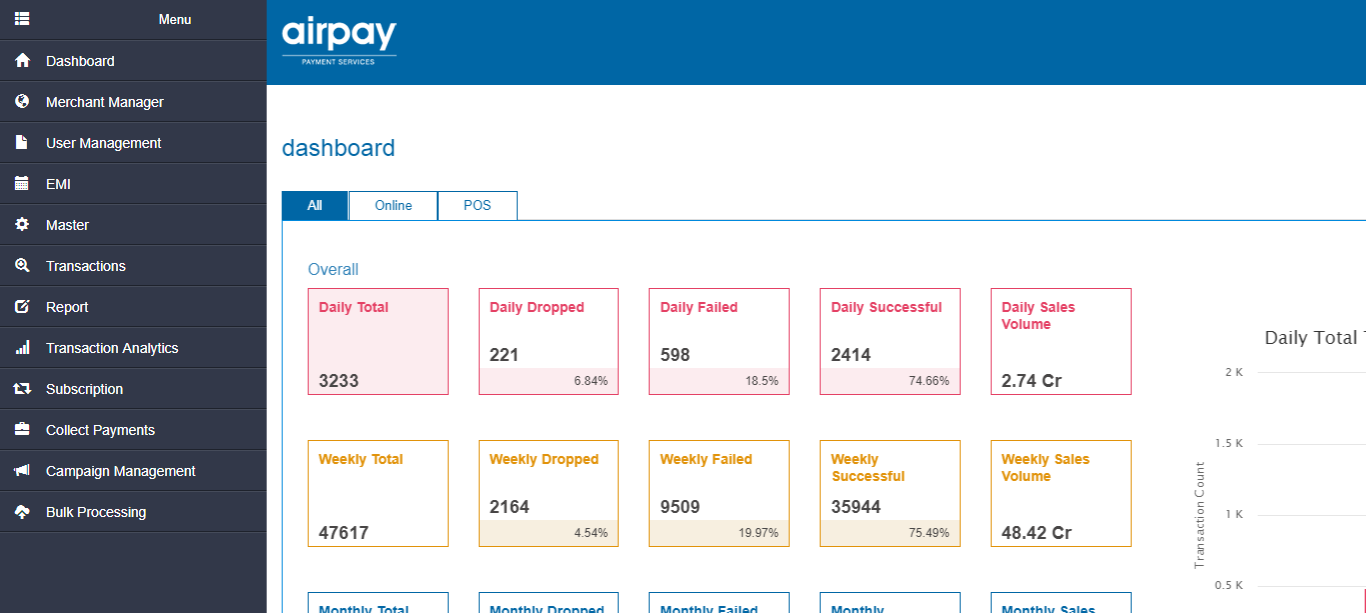 Menu
Dashboard
Merchant Manager
User Management
EMI
Master
Transactions
Report
Transaction Analytics
Subscription
Collect Payments
Campaign Management
Bulk Processing
airpay
PAYMENT SERVICES
dashboard
All Online POS
Overall
Daily Total
3233
Daily Dropped
221
6.84%
Daily Failed
598
18.5%
Daily Successful
2414
74.66%
Daily Sales
Volume
2.74 Cr
Weekly Total
47617
Weekly Dropped
2164
4.54%
Weekly Failed
9509
19.97%
Weekly
Successful
35944
75.49%
Weekly Sales
Volume
48.42 Cr
Monthly Total
Monthly Dropped
Monthly Failed
Monthly
Monthly Sales
Daily Total
2 K
1.5 K
1 K
0.5 K
Transaction Count